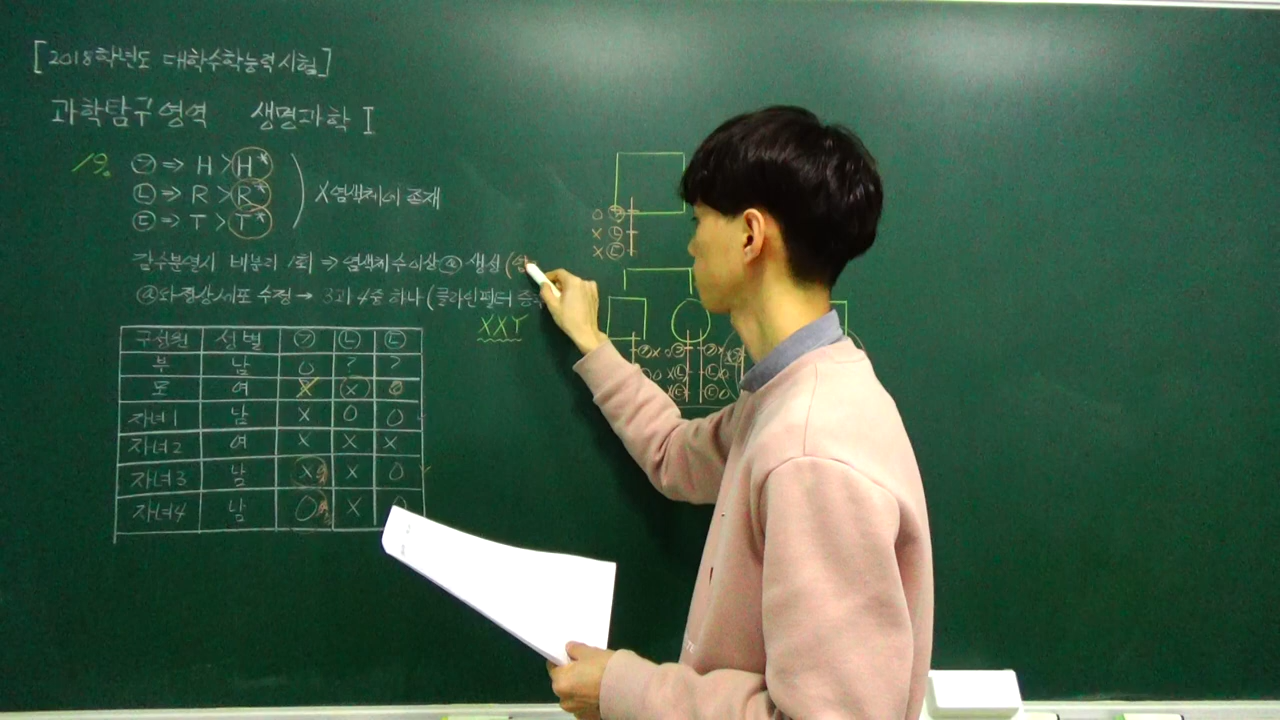 [2018학년도 대학수학능력시험]
과학탐구영역 생명과학 I
19. ㉠ ⇒ H > H*
㉡ ⇒ R > R*
㉢ ⇒ T > T*
X염색체에 존재
감수분열시 비분리 1회 ⇒ 염색체수이상 ⓐ 생성 (염
ⓐ와 정상세포 수정 → 3과 4중 하나 (클라인펠터 증후
XXY
구성원 성별 ㉠ ㉡ ㉢
부 남 O ? ?
모 여 X X O
자녀1 남 X O O
자녀2 여 X X X
자녀3 남 X X O
자녀4 남 O X O
O ㉠
X ㉡
X ㉢